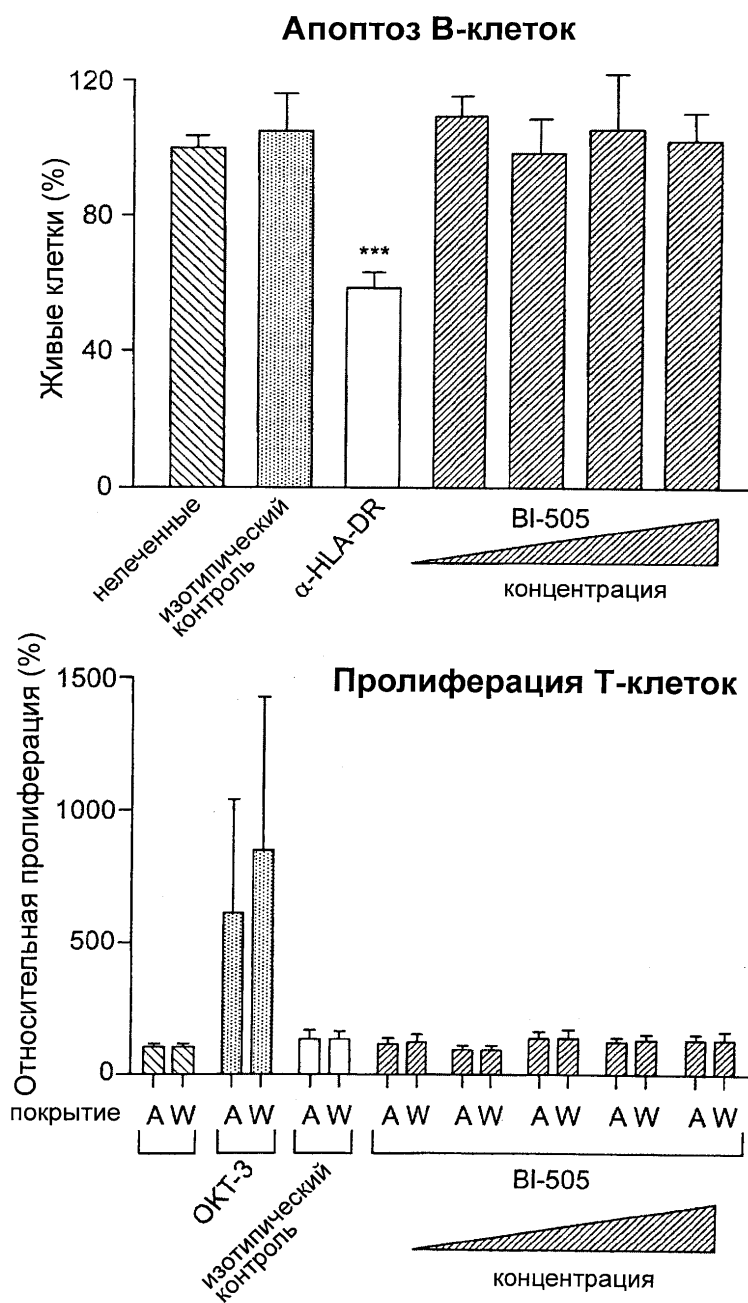 Апоптоз В-клеток
Живые клетки (%)
120
80
40
0
***
нелеченные
изотипический
контроль
α-HLA-DR
BI-505
концентрация
Пролиферация Т-клеток
Относительная пролиферация (%)
1500
1000
500
0
покрытие A W A W A W A W A W A W A W A W
OKT-3
изотипический
контроль
BI-505
концентрация